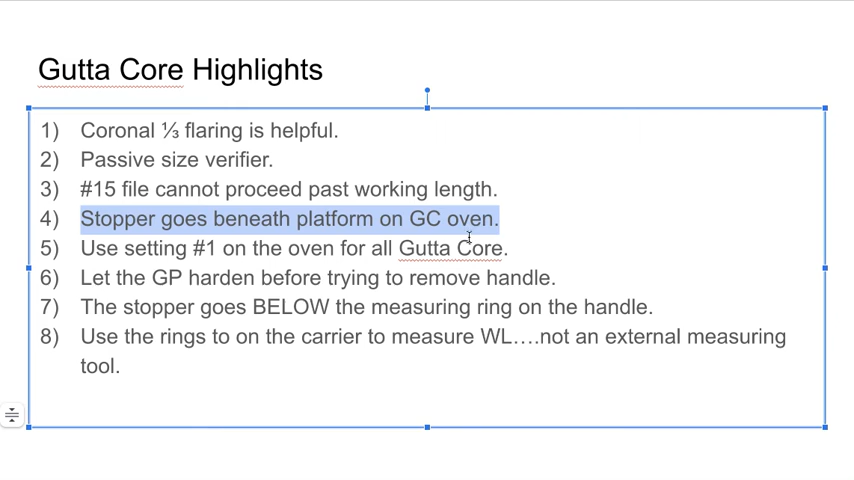 Gutta Core Highlights
1) Coronal ⅓ flaring is helpful.
2) Passive size verifier.
3) #15 file cannot proceed past working length.
4) Stopper goes beneath platform on GC oven.
5) Use setting #1 on the oven for all Gutta Core.
6) Let the GP harden before trying to remove handle.
7) The stopper goes BELOW the measuring ring on the handle.
8) Use the rings to on the carrier to measure WL….not an external measuring
tool.